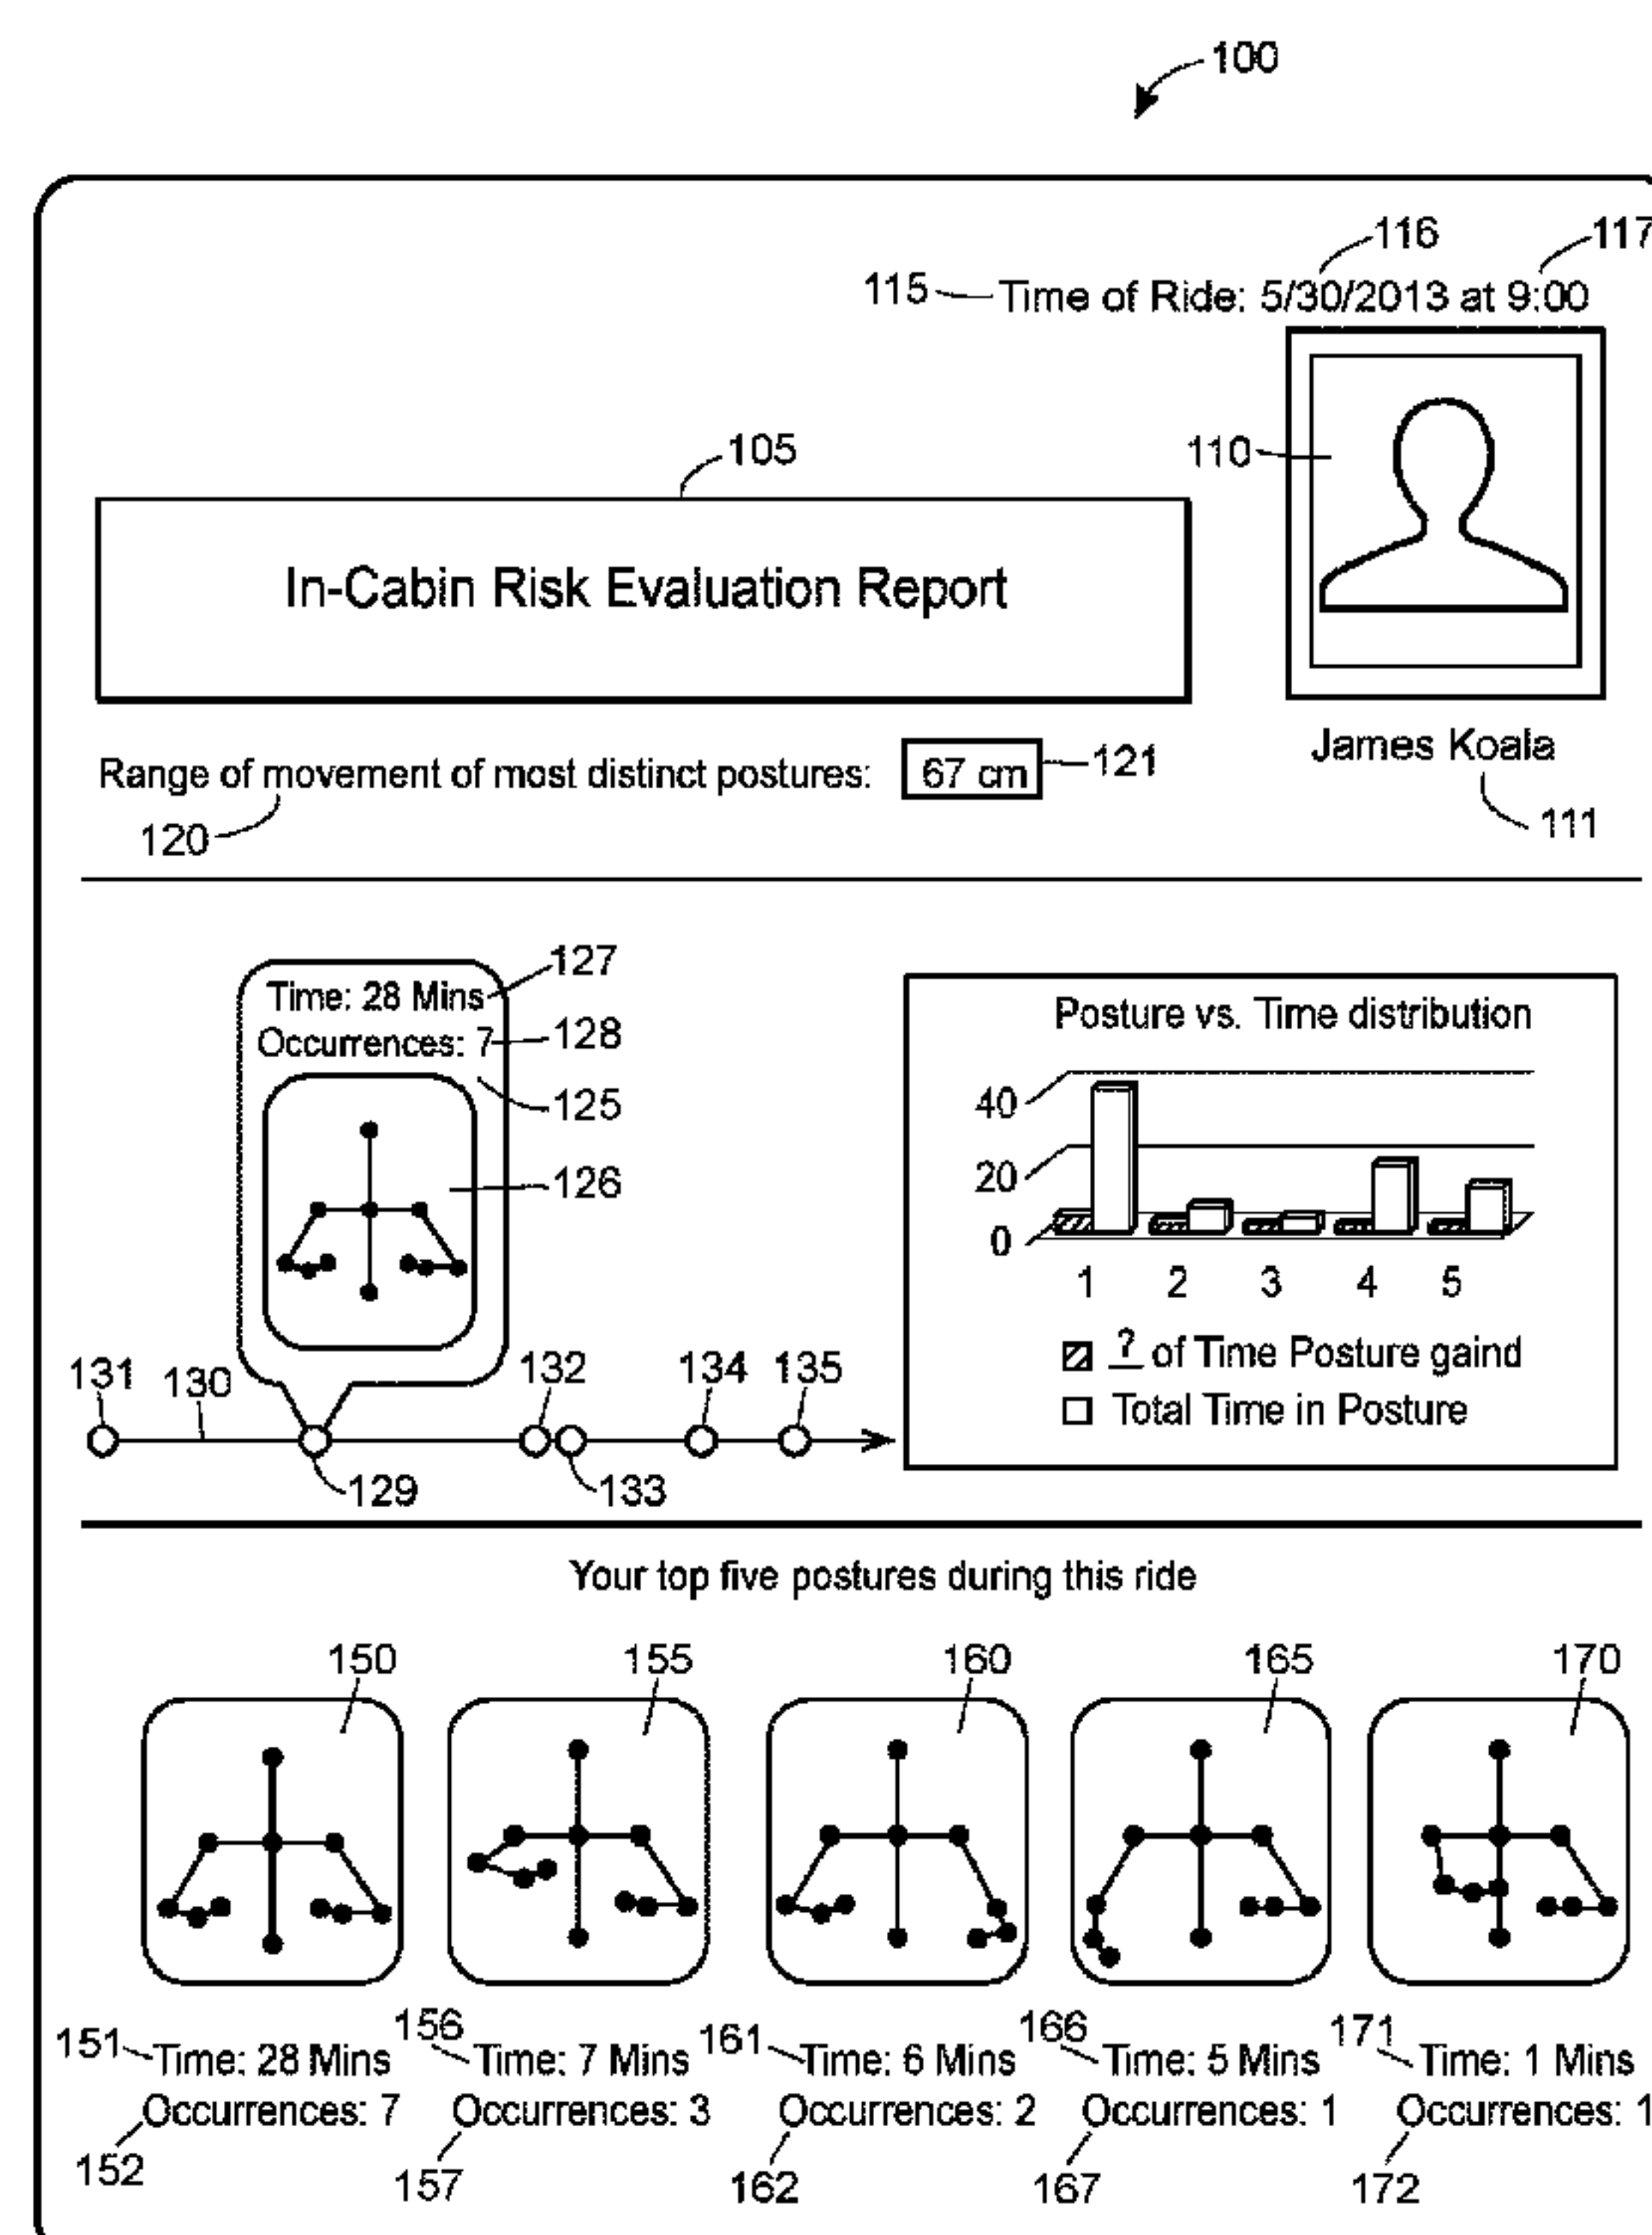 100
116
117
115 Time of Ride: 5/30/2013 at 9:00
105
110
In-Cabin Risk Evaluation Report
James Koala
111
Range of movement of most distinct postures: 67 cm 121
120
127
Time: 28 Mins
Occurrences: 7 128
125
126
Posture vs. Time distribution
40
20
0
1 2 3 4 5
? of Time Posture gaind
Total Time in Posture
131 130 132 134 135
129 133
Your top five postures during this ride
150 155 160 165 170
151 156 161 166 171
Time: 28 Mins Time: 7 Mins Time: 6 Mins Time: 5 Mins Time: 1 Mins
Occurrences: 7 Occurrences: 3 Occurrences: 2 Occurrences: 1 Occurrences: 1
152 157 162 167 172